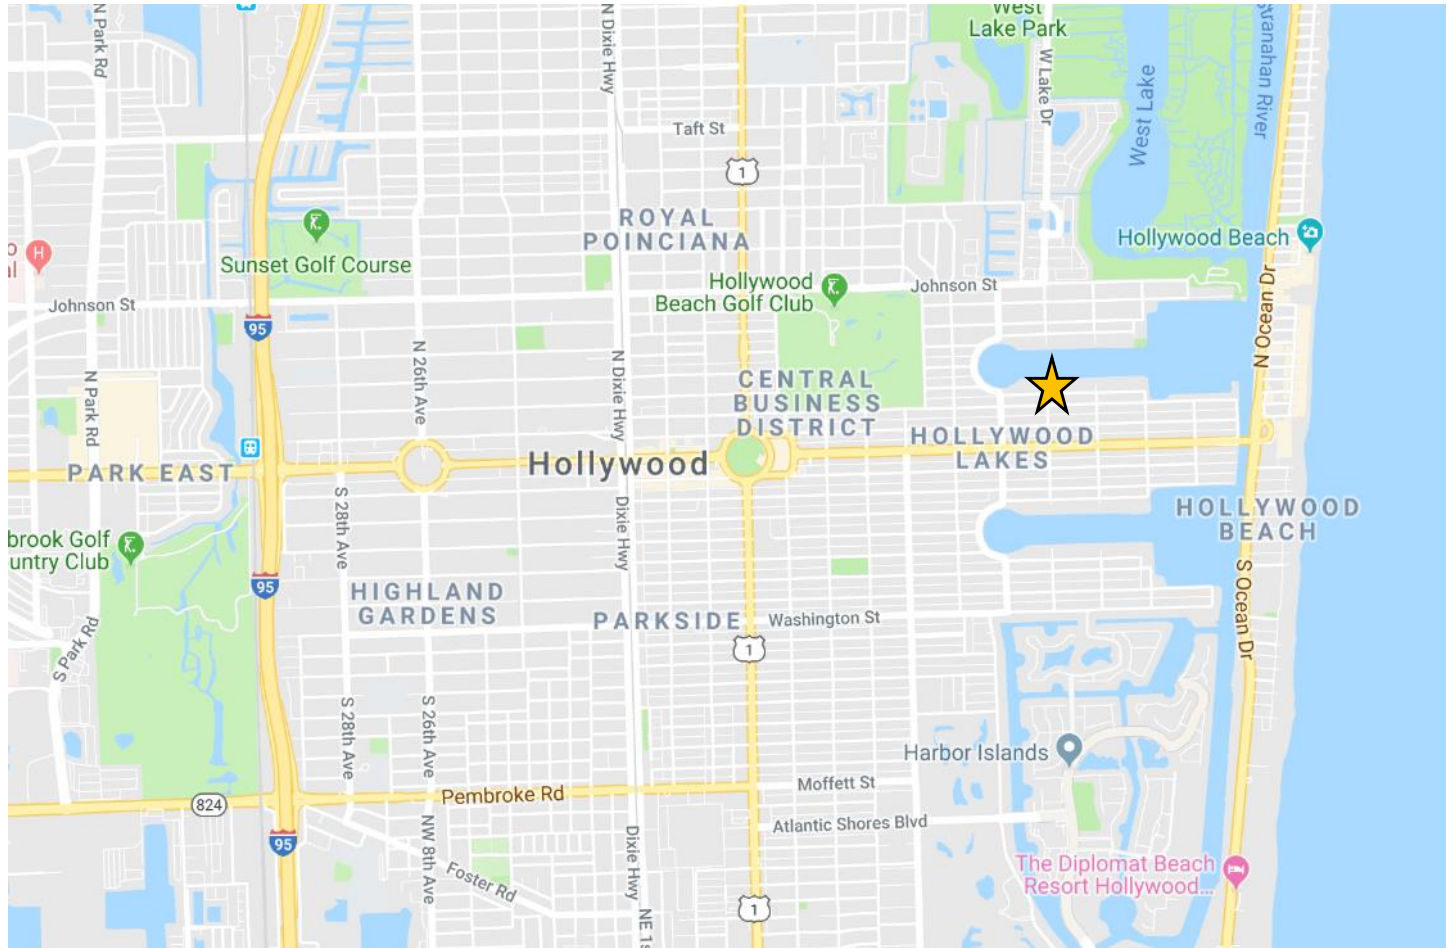 West
Lake Park
N Park Rd
N Dixie Hwy
W Lake Dr
West Lake
Stranahan River
Taft St
1
ROYAL
POINCIANA
Hollywood Beach
H
Sunset Golf Course
Hollywood
Beach Golf Club
Johnson St
Johnson St
95
N Ocean Dr
N 26th Ave
N Dixie Hwy
N Park Rd
CENTRAL
BUSINESS
DISTRICT
HOLLYWOOD
LAKES
PARK EAST
Hollywood
S 28th Ave
Dixie Hwy
HOLLYWOOD
BEACH
brook Golf
untry Club
95
HIGHLAND
GARDENS
PARKSIDE
Washington St
S Ocean Dr
S Park Rd
1
S 28th Ave
S 26th Ave
Harbor Islands
Moffett St
Pembroke Rd
824
Atlantic Shores Blvd
95
NW 8th Ave
Dixie Hwy
Foster Rd
The Diplomat Beach
Resort Hollywood...
1